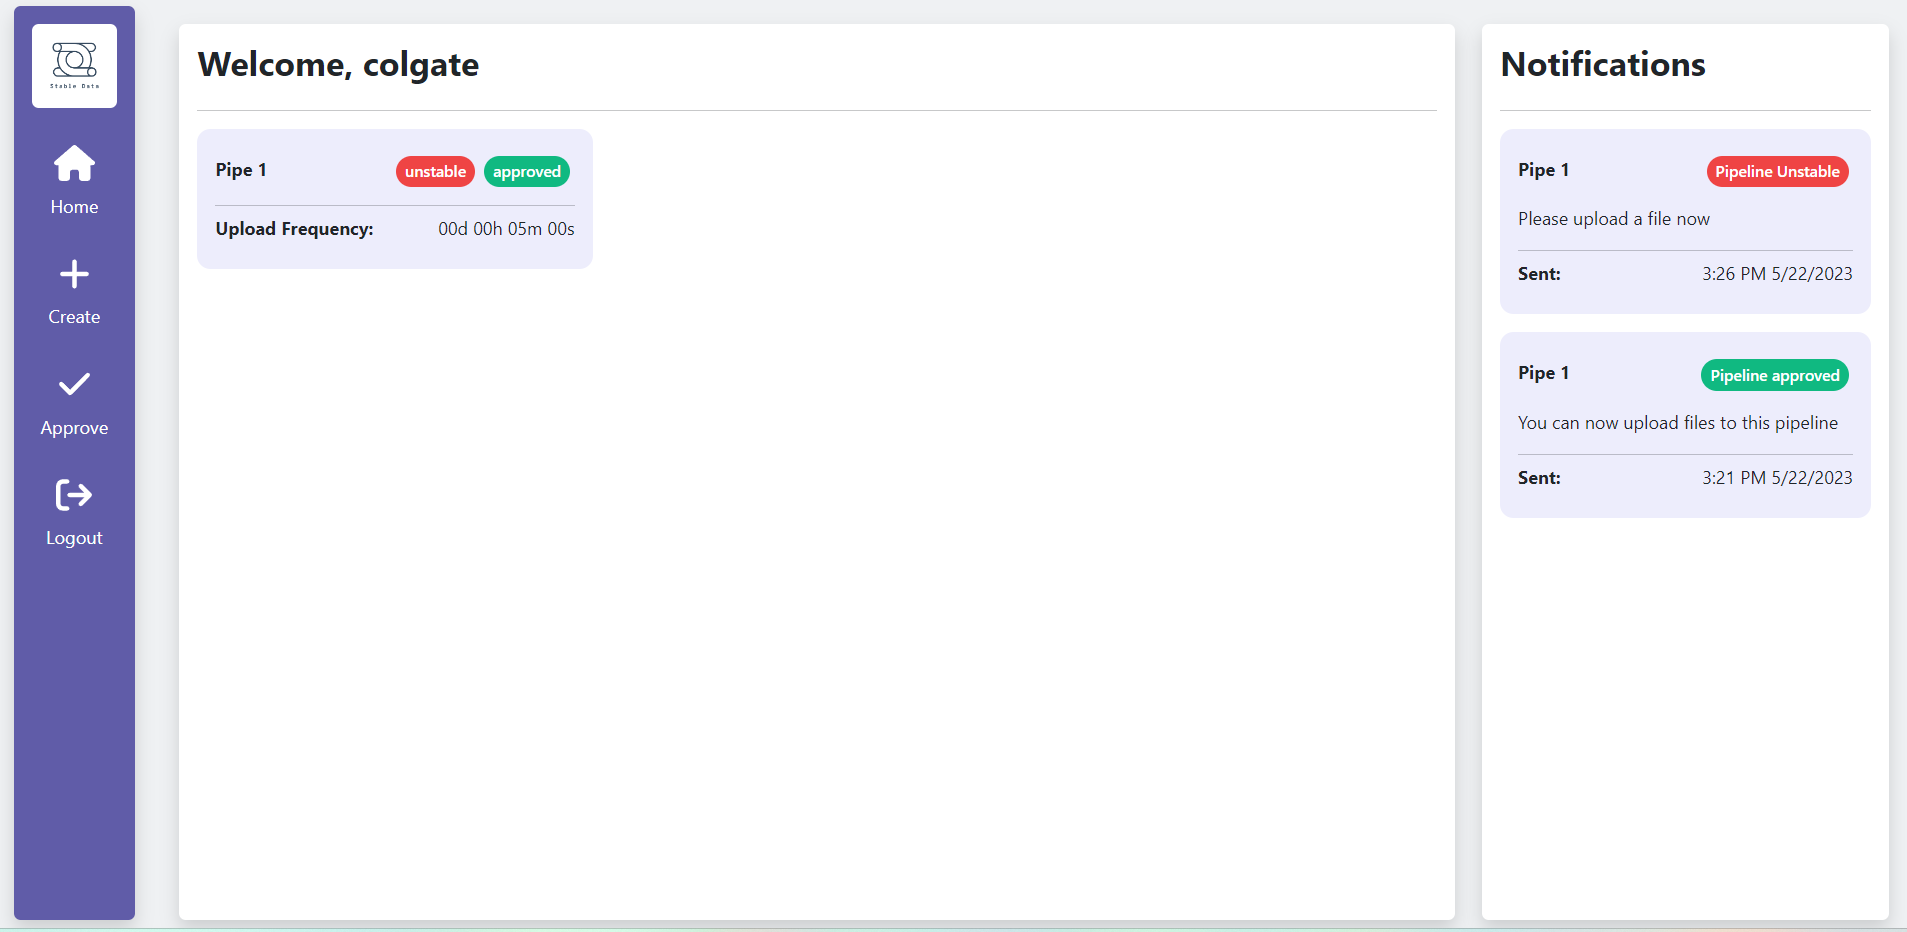 Stable Data
Home
Create
Approve
Logout
Welcome, colgate
Pipe 1 unstable approved
Upload Frequency: 00d 00h 05m 00s
Notifications
Pipe 1 Pipeline Unstable
Please upload a file now
Sent: 3:26 PM 5/22/2023
Pipe 1 Pipeline approved
You can now upload files to this pipeline
Sent: 3:21 PM 5/22/2023